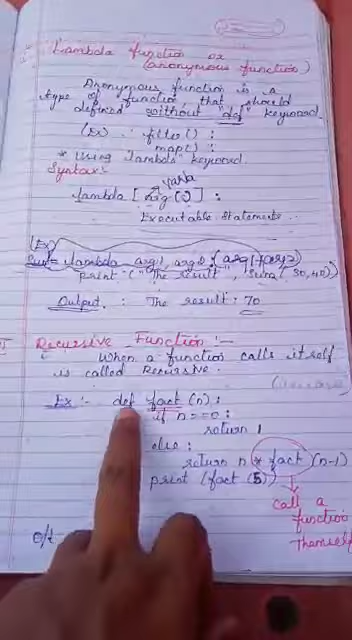 Lambda function or
(anonymous function)
Anonymous function is a
type of function that should
defined without def keyword
(Ex) : filter() :
map() :
* Using "lambda" keyword.
Syntax:-
lambda [arg(s)] :
Executable Statements..
(Ex)
Sum = lambda arg1, arg2 : (arg1+arg2)
print ("The result", Sum(30,40))
Output : The result : 70
Recursive Function :-
When a function calls itself
is called Recursive.
Ex :- def fact (n) :
if n==0 :
return 1
else :
return n * fact (n-1)
print (fact (5))
call a
function
themself
O/t